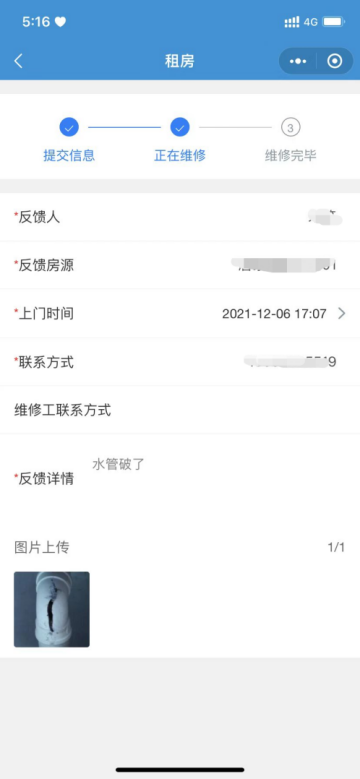 5:16
4G
租房
提交信息
正在维修
3
维修完毕
*反馈人
*反馈房源
*上门时间
2021-12-06 17:07
*联系方式
维修工联系方式
水管破了
*反馈详情
图片上传
1/1